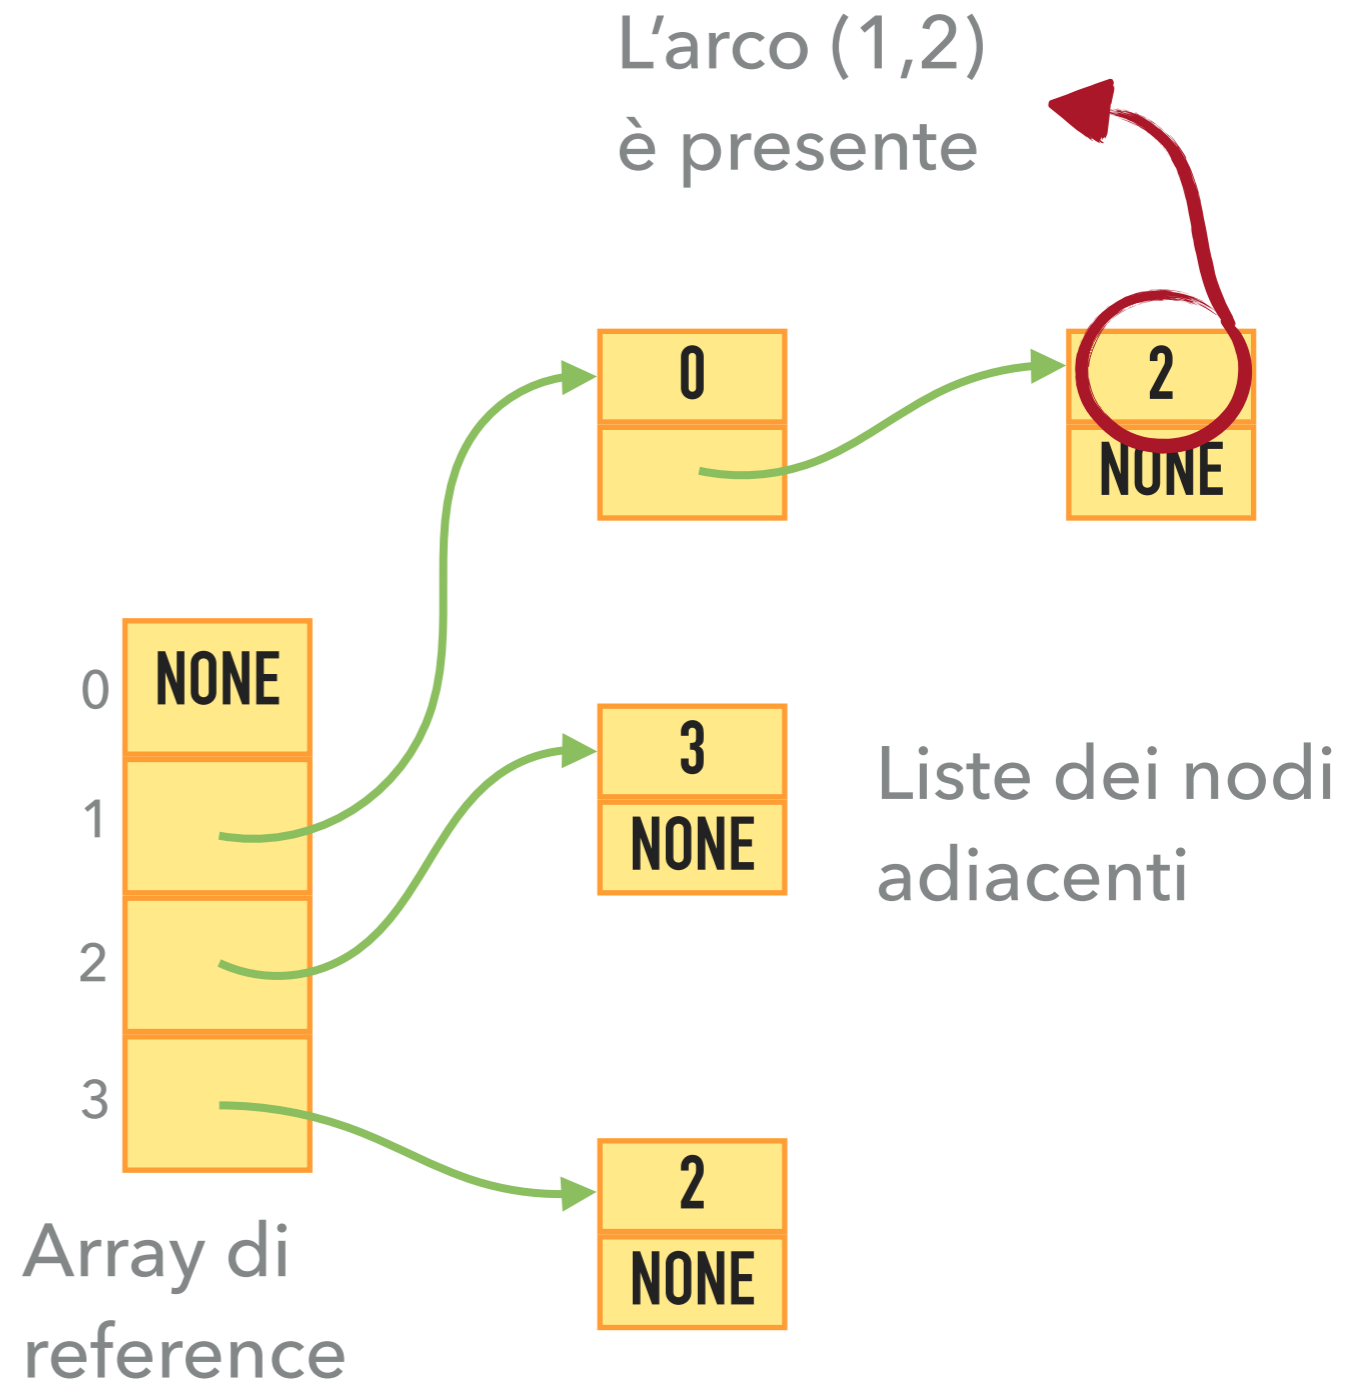 L'arco (1,2)
è presente
0
2
NONE
0
NONE
1
2
3
3
NONE
Liste dei nodi
adiacenti
2
NONE
Array di
reference